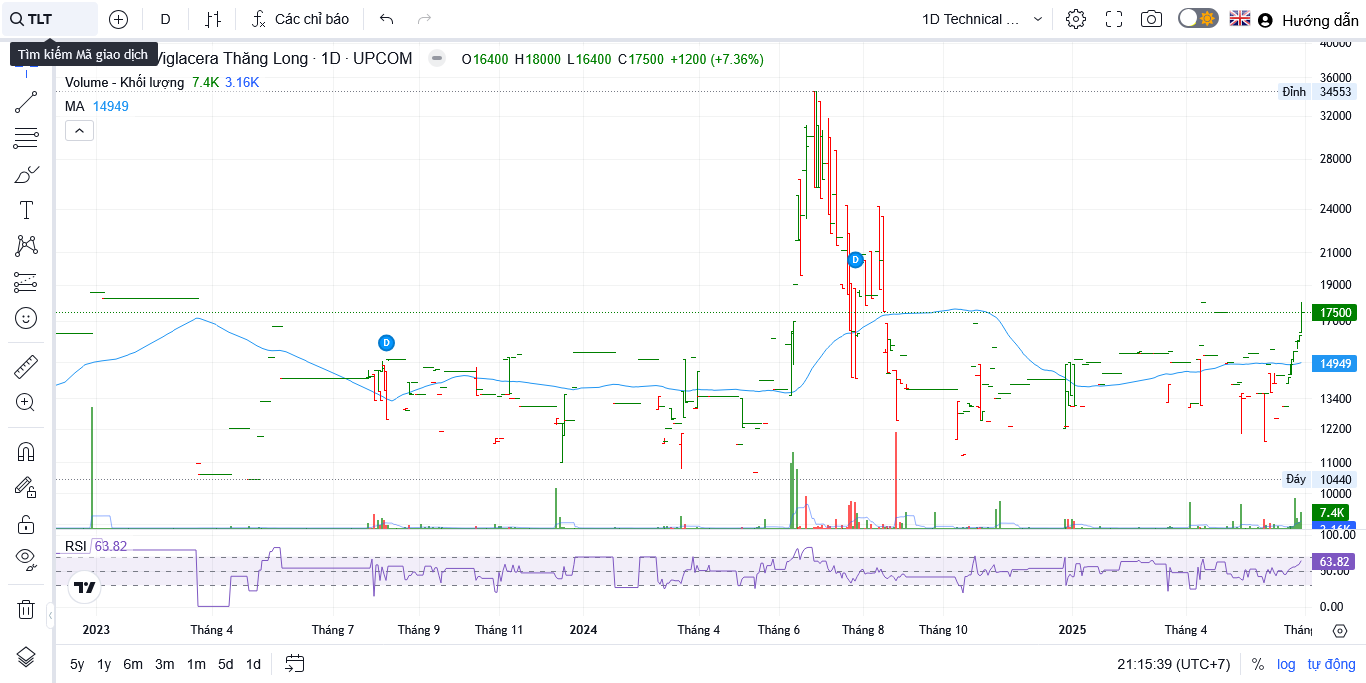 TLT
D
Các chỉ báo
1D Technical ...
Hướng dẫn
Tìm kiếm Mã giao dịch
Viglacera Thăng Long · 1D · UPCOM
O16400 H18000 L16400 C17500 +1200 (+7.36%)
Volume - Khối lượng 7.4K 3.16K
MA 14949
40000
36000
Đỉnh 34553
32000
28000
24000
21000
19000
17500
17000
14949
13400
12200
11000
Đáy 10440
10000
7.4K
3.16K
D
D
RSI 63.82
100.00
63.82
50.00
0.00
2023 Tháng 4 Tháng 7 Tháng 9 Tháng 11 2024 Tháng 4 Tháng 6 Tháng 8 Tháng 10 2025 Tháng 4 Tháng
5y 1y 6m 3m 1m 5d 1d
21:15:39 (UTC+7) % log tự động